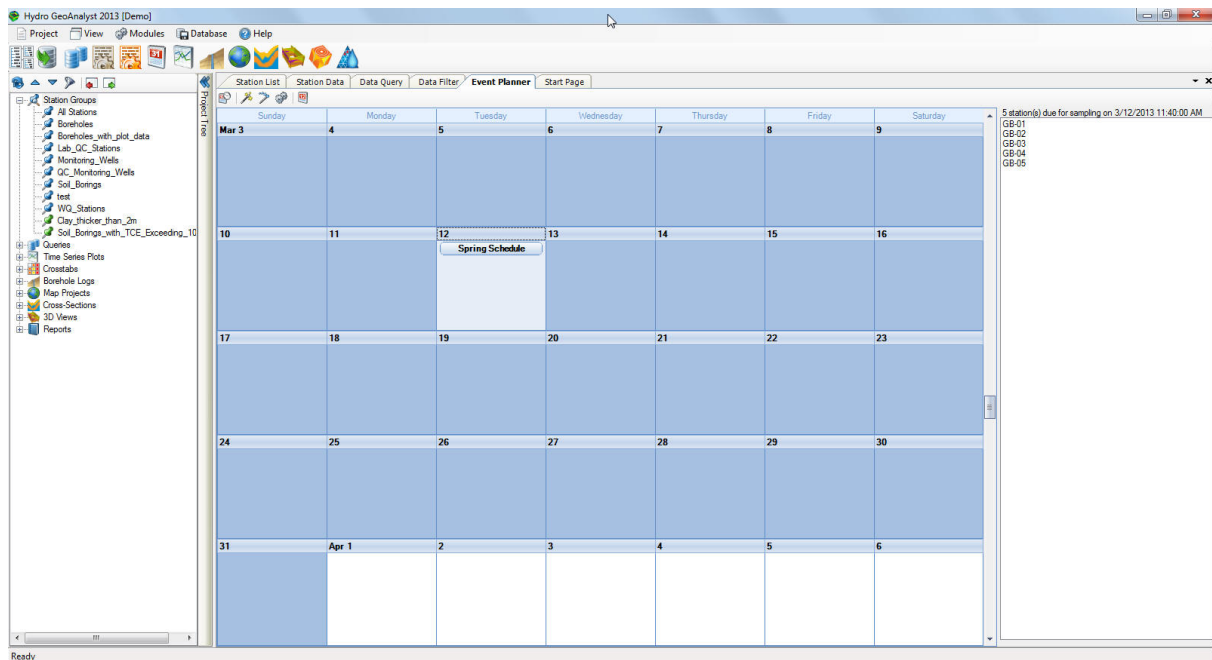 Hydro GeoAnalyst 2013 [Demo]
Project View Modules Database Help
Station List Station Data Data Query Data Filter Event Planner Start Page
Project Tree
Station Groups
All Stations
Boreholes
Boreholes_with_plot_data
Lab_QC_Stations
Monitoring_Wells
QC_Monitoring_Wells
Soil_Borings
test
WQ_Stations
Clay_thicker_than_2m
Soil_Borings_with_TCE_Exceeding_10
Queries
Time Series Plots
Crosstabs
Borehole Logs
Map Projects
Cross-Sections
3D Views
Reports
Sunday Monday Tuesday Wednesday Thursday Friday Saturday
Mar 3 4 5 6 7 8 9
10 11 12 13 14 15 16
Spring Schedule
17 18 19 20 21 22 23
24 25 26 27 28 29 30
31 Apr 1 2 3 4 5 6
5 station(s) due for sampling on 3/12/2013 11:40:00 AM
GB-01
GB-02
GB-03
GB-04
GB-05
Ready